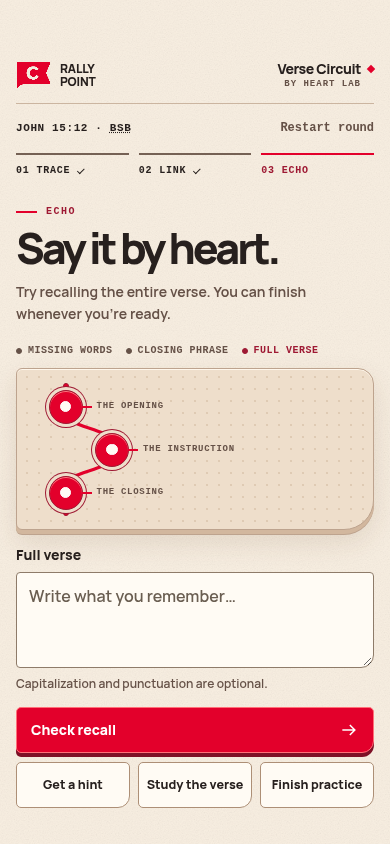 C
RALLY
POINT
Verse Circuit
BY HEART LAB
JOHN 15:12 · BSB
Restart round
01 TRACE
02 LINK
03 ECHO
ECHO
Say it by heart.
Try recalling the entire verse. You can finish
whenever you're ready.
MISSING WORDS
CLOSING PHRASE
FULL VERSE
THE OPENING
THE INSTRUCTION
THE CLOSING
Full verse
Write what you remember…
Capitalization and punctuation are optional.
Check recall
Get a hint
Study the verse
Finish practice